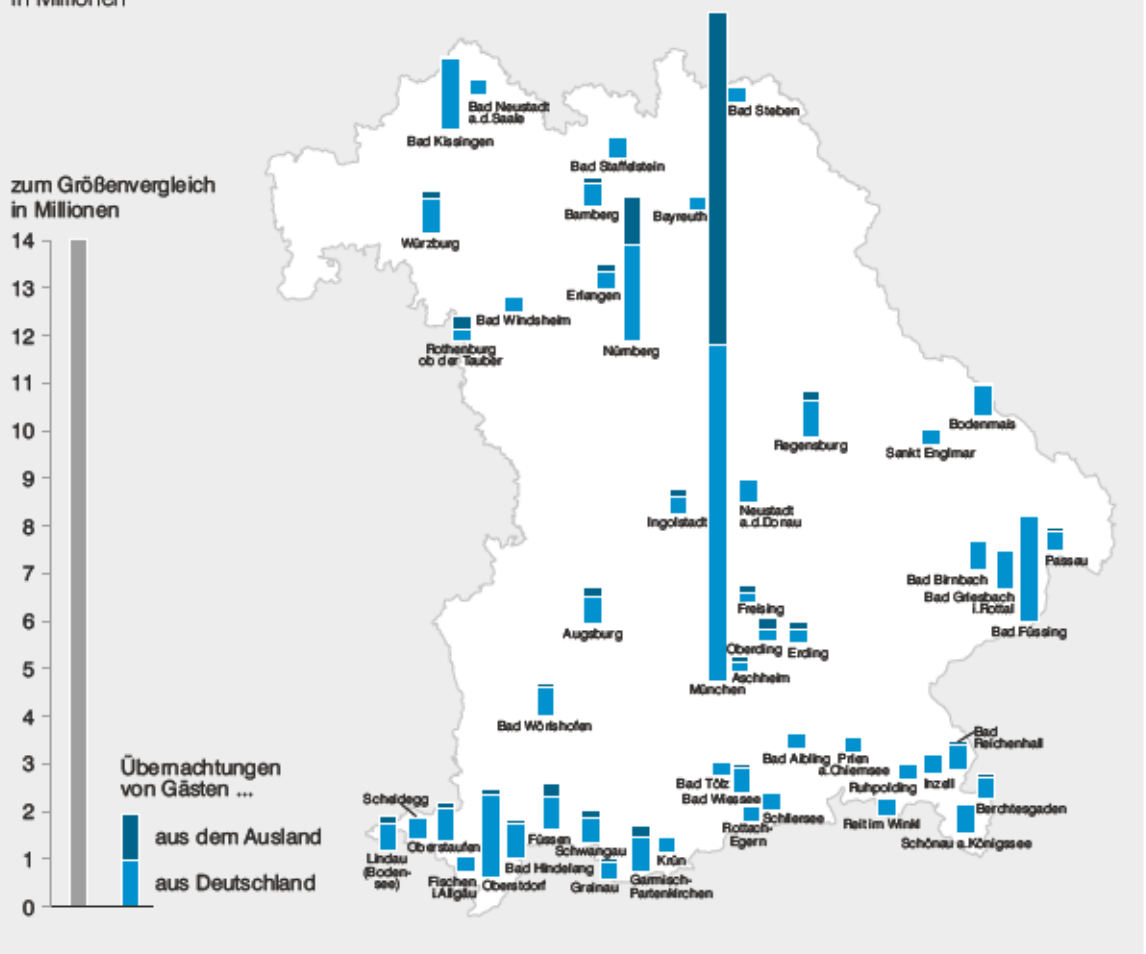 in Millionen
Bad Neustadt
a.d.Saale
Bad Kissingen
Bad Steben
Bad Staffelstein
zum Größenvergleich
in Millionen
Bamberg
Bayreuth
Würzburg
14
13
12
11
10
9
8
7
6
5
4
3
2
1
0
Erlangen
Bad Windsheim
Nürnberg
Rothenburg
ob der Tauber
Bodenmais
Regensburg
Sankt Englmar
Ingolstadt
Neustadt
a.d.Donau
Passau
Bad Birnbach
Bad Griesbach
i.Rottal
Bad Füssing
Freising
Augsburg
Oberding
Erding
Aschheim
München
Bad Wörishofen
Bad
Reichenhall
Bad Aibling
Prien
a.Chiemsee
Bad Tölz
Ruhpolding
Inzell
Bad Wiessee
Schliersee
Berchtesgaden
Rottach-
Egern
Reit im Winkl
Schönau a.Königssee
Übernachtungen
von Gästen ...
aus dem Ausland
aus Deutschland
Scheidegg
Oberstaufen
Füssen
Schwangau
Lindau
(Boden-
see)
Bad Hindelang
Krün
Fischen
i.Allgäu
Oberstdorf
Grainau
Garmisch-
Partenkirchen